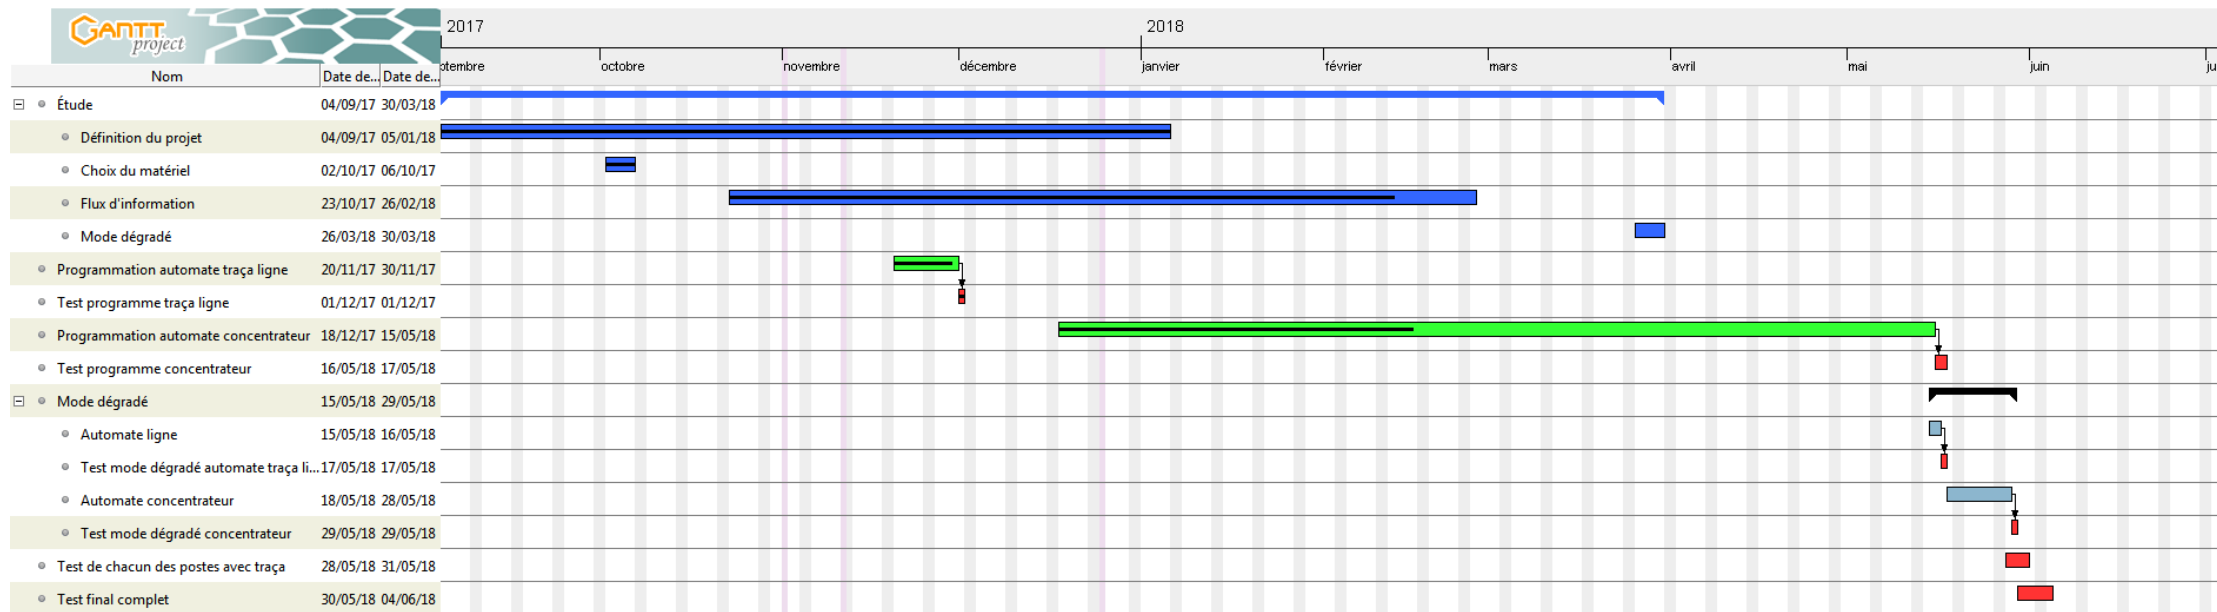 GANTT
project
2017 2018
Nom Date de... Date de...
otembre octobre novembre décembre janvier février mars avril mai juin ju
Étude 04/09/17 30/03/18
Définition du projet 04/09/17 05/01/18
Choix du matériel 02/10/17 06/10/17
Flux d'information 23/10/17 26/02/18
Mode dégradé 26/03/18 30/03/18
Programmation automate traça ligne 20/11/17 30/11/17
Test programme traça ligne 01/12/17 01/12/17
Programmation automate concentrateur 18/12/17 15/05/18
Test programme concentrateur 16/05/18 17/05/18
Mode dégradé 15/05/18 29/05/18
Automate ligne 15/05/18 16/05/18
Test mode dégradé automate traça li... 17/05/18 17/05/18
Automate concentrateur 18/05/18 28/05/18
Test mode dégradé concentrateur 29/05/18 29/05/18
Test de chacun des postes avec traça 28/05/18 31/05/18
Test final complet 30/05/18 04/06/18